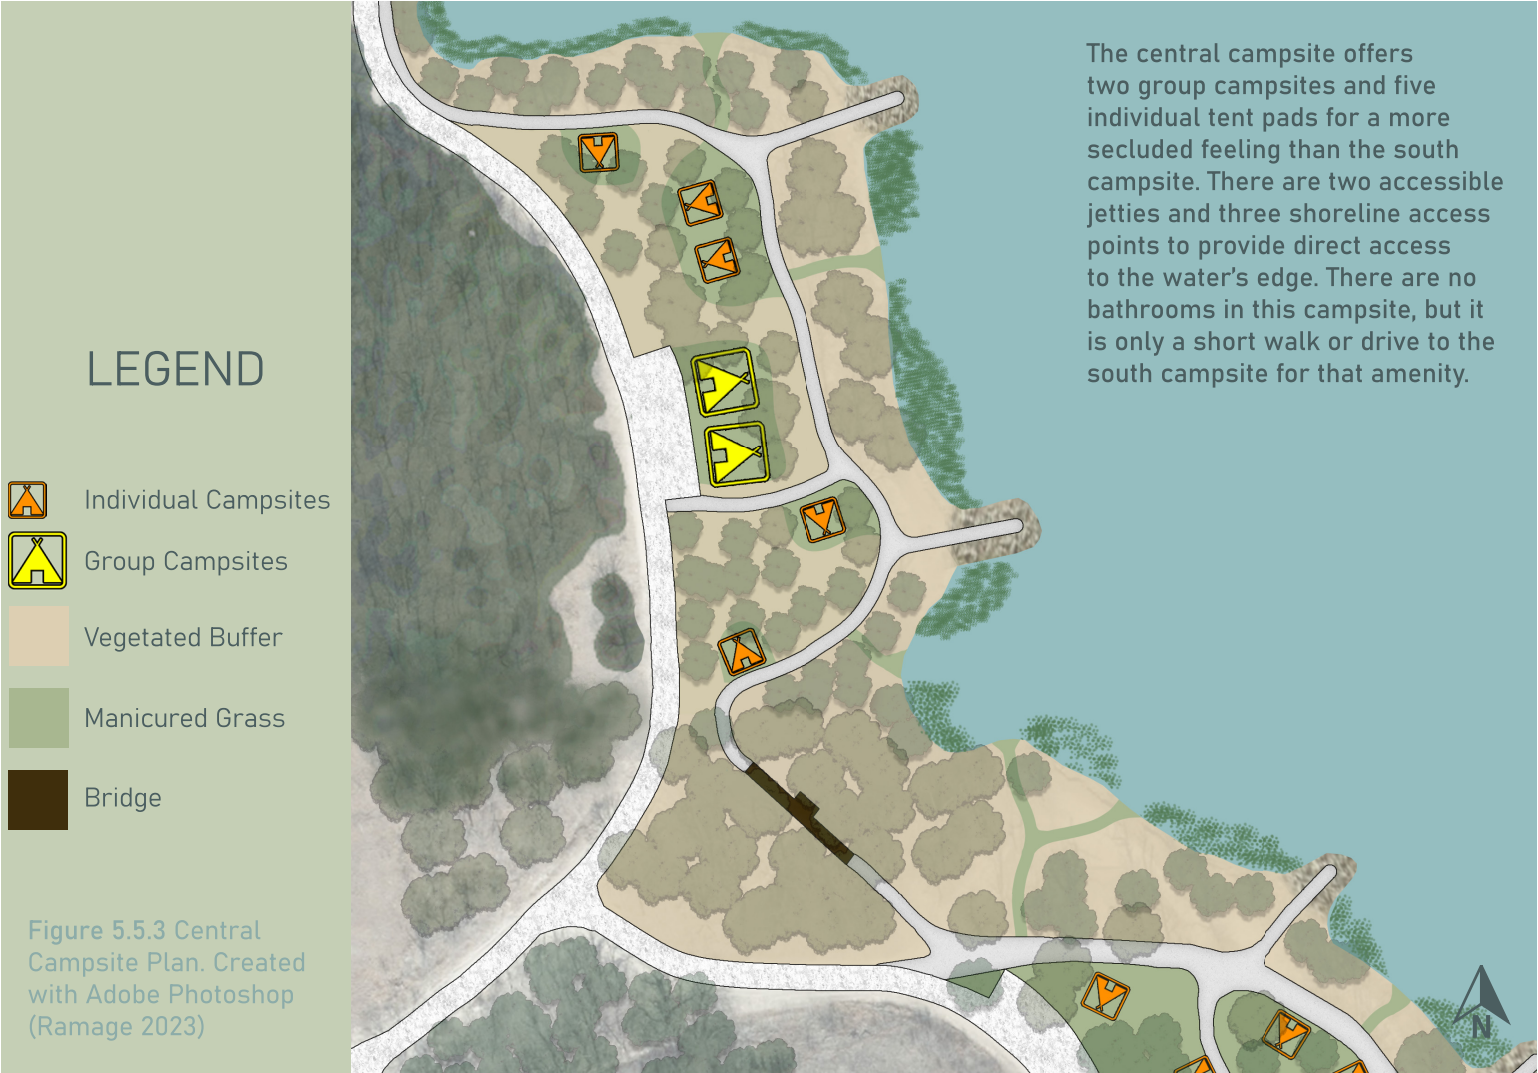 The central campsite offers
two group campsites and five
individual tent pads for a more
secluded feeling than the south
campsite. There are two accessible
jetties and three shoreline access
points to provide direct access
to the water's edge. There are no
bathrooms in this campsite, but it
is only a short walk or drive to the
south campsite for that amenity.
LEGEND
Individual Campsites
Group Campsites
Vegetated Buffer
Manicured Grass
Bridge
Figure 5.5.3 Central
Campsite Plan. Created
with Adobe Photoshop
(Ramage 2023)
N